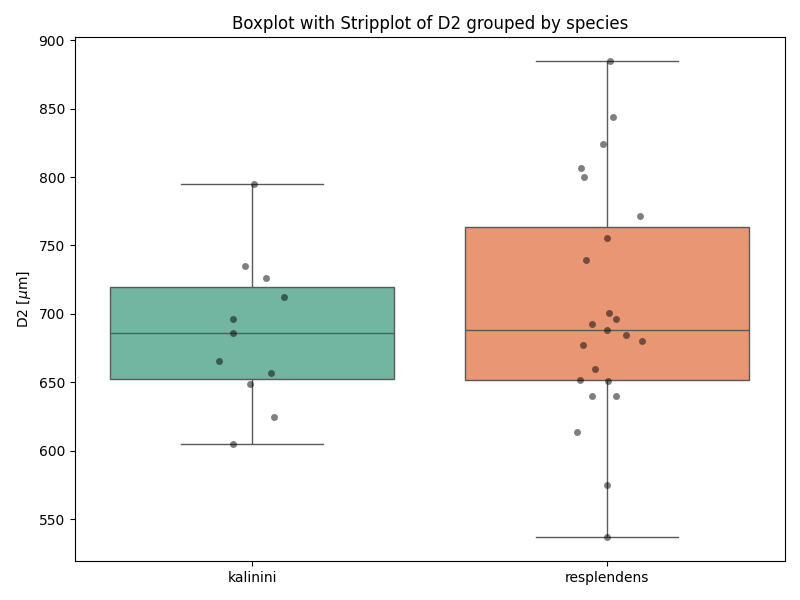 Boxplot with Stripplot of D2 grouped by species
900
850
800
750
700
650
600
550
D2 [μm]
kalinini
resplendens